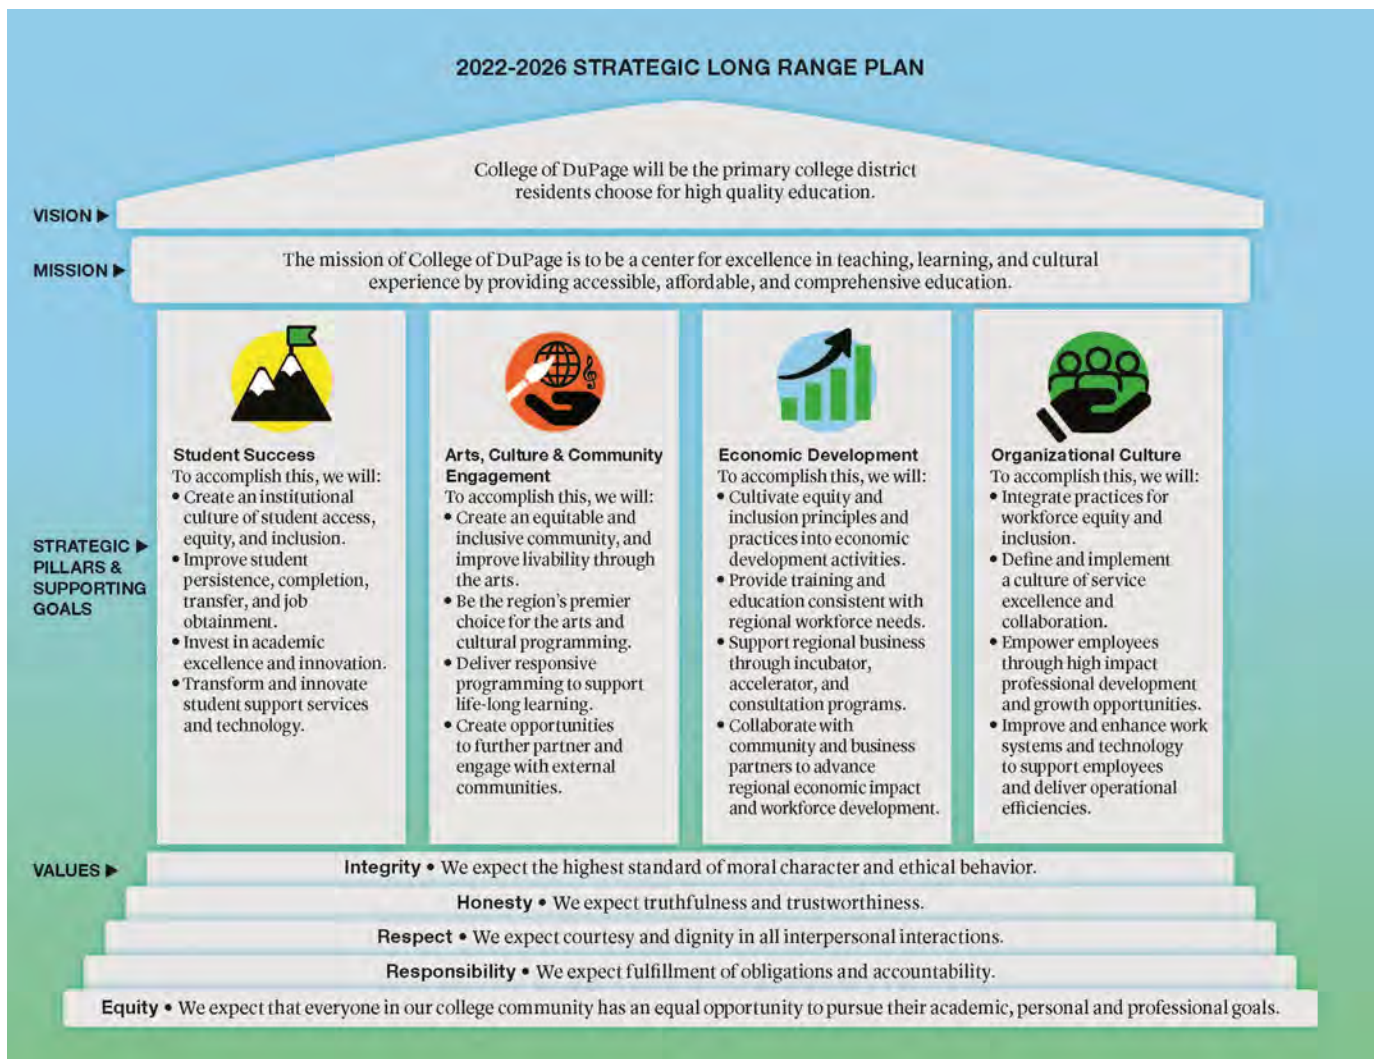 2022-2026 STRATEGIC LONG RANGE PLAN
College of DuPage will be the primary college district
residents choose for high quality education.
VISION ▶
MISSION ▶
The mission of College of DuPage is to be a center for excellence in teaching, learning, and cultural
experience by providing accessible, affordable, and comprehensive education.
STRATEGIC ▶
PILLARS &
SUPPORTING
GOALS
Student Success
To accomplish this, we will:
• Create an institutional
culture of student access,
equity, and inclusion.
• Improve student
persistence, completion,
transfer, and job
obtainment.
• Invest in academic
excellence and innovation.
• Transform and innovate
student support services
and technology.
Arts, Culture & Community
Engagement
To accomplish this, we will:
• Create an equitable and
inclusive community, and
improve livability through
the arts.
• Be the region's premier
choice for the arts and
cultural programming.
• Deliver responsive
programming to support
life-long learning.
• Create opportunities
to further partner and
engage with external
communities.
Economic Development
To accomplish this, we will:
• Cultivate equity and
inclusion principles and
practices into economic
development activities.
• Provide training and
education consistent with
regional workforce needs.
• Support regional business
through incubator,
accelerator, and
consultation programs.
• Collaborate with
community and business
partners to advance
regional economic impact
and workforce development.
Organizational Culture
To accomplish this, we will:
• Integrate practices for
workforce equity and
inclusion.
• Define and implement
a culture of service
excellence and
collaboration.
• Empower employees
through high impact
professional development
and growth opportunities.
• Improve and enhance work
systems and technology
to support employees
and deliver operational
efficiencies.
VALUES ▶
Integrity • We expect the highest standard of moral character and ethical behavior.
Honesty • We expect truthfulness and trustworthiness.
Respect • We expect courtesy and dignity in all interpersonal interactions.
Responsibility • We expect fulfillment of obligations and accountability.
Equity • We expect that everyone in our college community has an equal opportunity to pursue their academic, personal and professional goals.